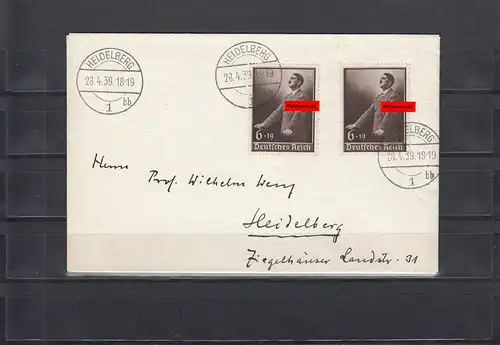 HEIDELBERG
28.4.39.18-19
1 bb
HEIDELBERG
28.4.39.18-19
1
6+19
Deutsches Reich
6+19
Deutsches Reich
HEIDELBERG
28.4.39.18-19
1 bb
Herrn
Prof. Wilhelm
Heidelberg
Ziegelhäuser Landstr. 31